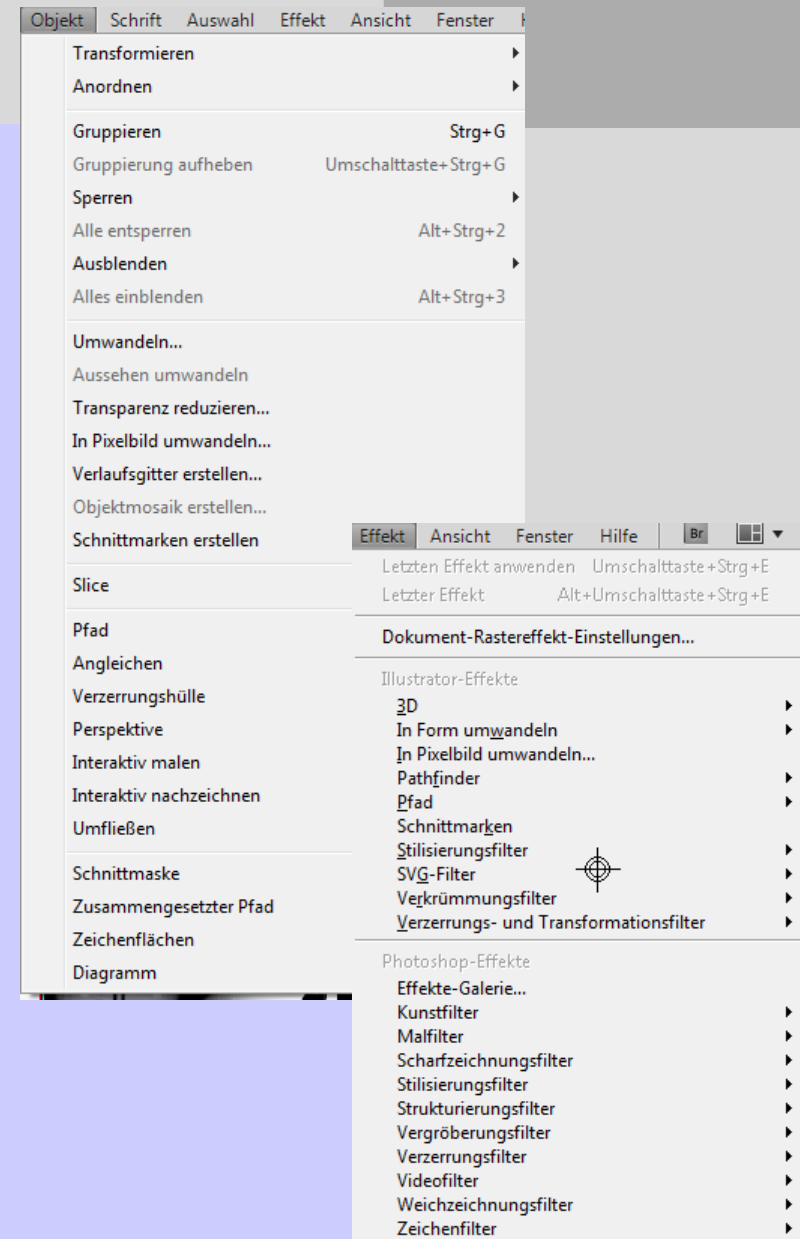 Objekt Schrift Auswahl Effekt Ansicht Fenster
Transformieren
Anordnen
Gruppieren Strg+G
Gruppierung aufheben Umschalttaste+Strg+G
Sperren
Alle entsperren Alt+Strg+2
Ausblenden
Alles einblenden Alt+Strg+3
Umwandeln...
Aussehen umwandeln
Transparenz reduzieren...
In Pixelbild umwandeln...
Verlaufsgitter erstellen...
Objektmosaik erstellen...
Schnittmarken erstellen
Slice
Pfad
Angleichen
Verzerrungshülle
Perspektive
Interaktiv malen
Interaktiv nachzeichnen
Umfließen
Schnittmaske
Zusammengesetzter Pfad
Zeichenflächen
Diagramm
Effekt Ansicht Fenster Hilfe Br
Letzten Effekt anwenden Umschalttaste+Strg+E
Letzter Effekt Alt+Umschalttaste+Strg+E
Dokument-Rastereffekt-Einstellungen...
Illustrator-Effekte
3D
In Form umwandeln
In Pixelbild umwandeln...
Pathfinder
Pfad
Schnittmarken
Stilisierungsfilter
SVG-Filter
Verkrümmungsfilter
Verzerrungs- und Transformationsfilter
Photoshop-Effekte
Effekte-Galerie...
Kunstfilter
Malfilter
Scharfzeichnungsfilter
Stilisierungsfilter
Strukturierungsfilter
Vergröberungsfilter
Verzerrungsfilter
Videofilter
Weichzeichnungsfilter
Zeichenfilter